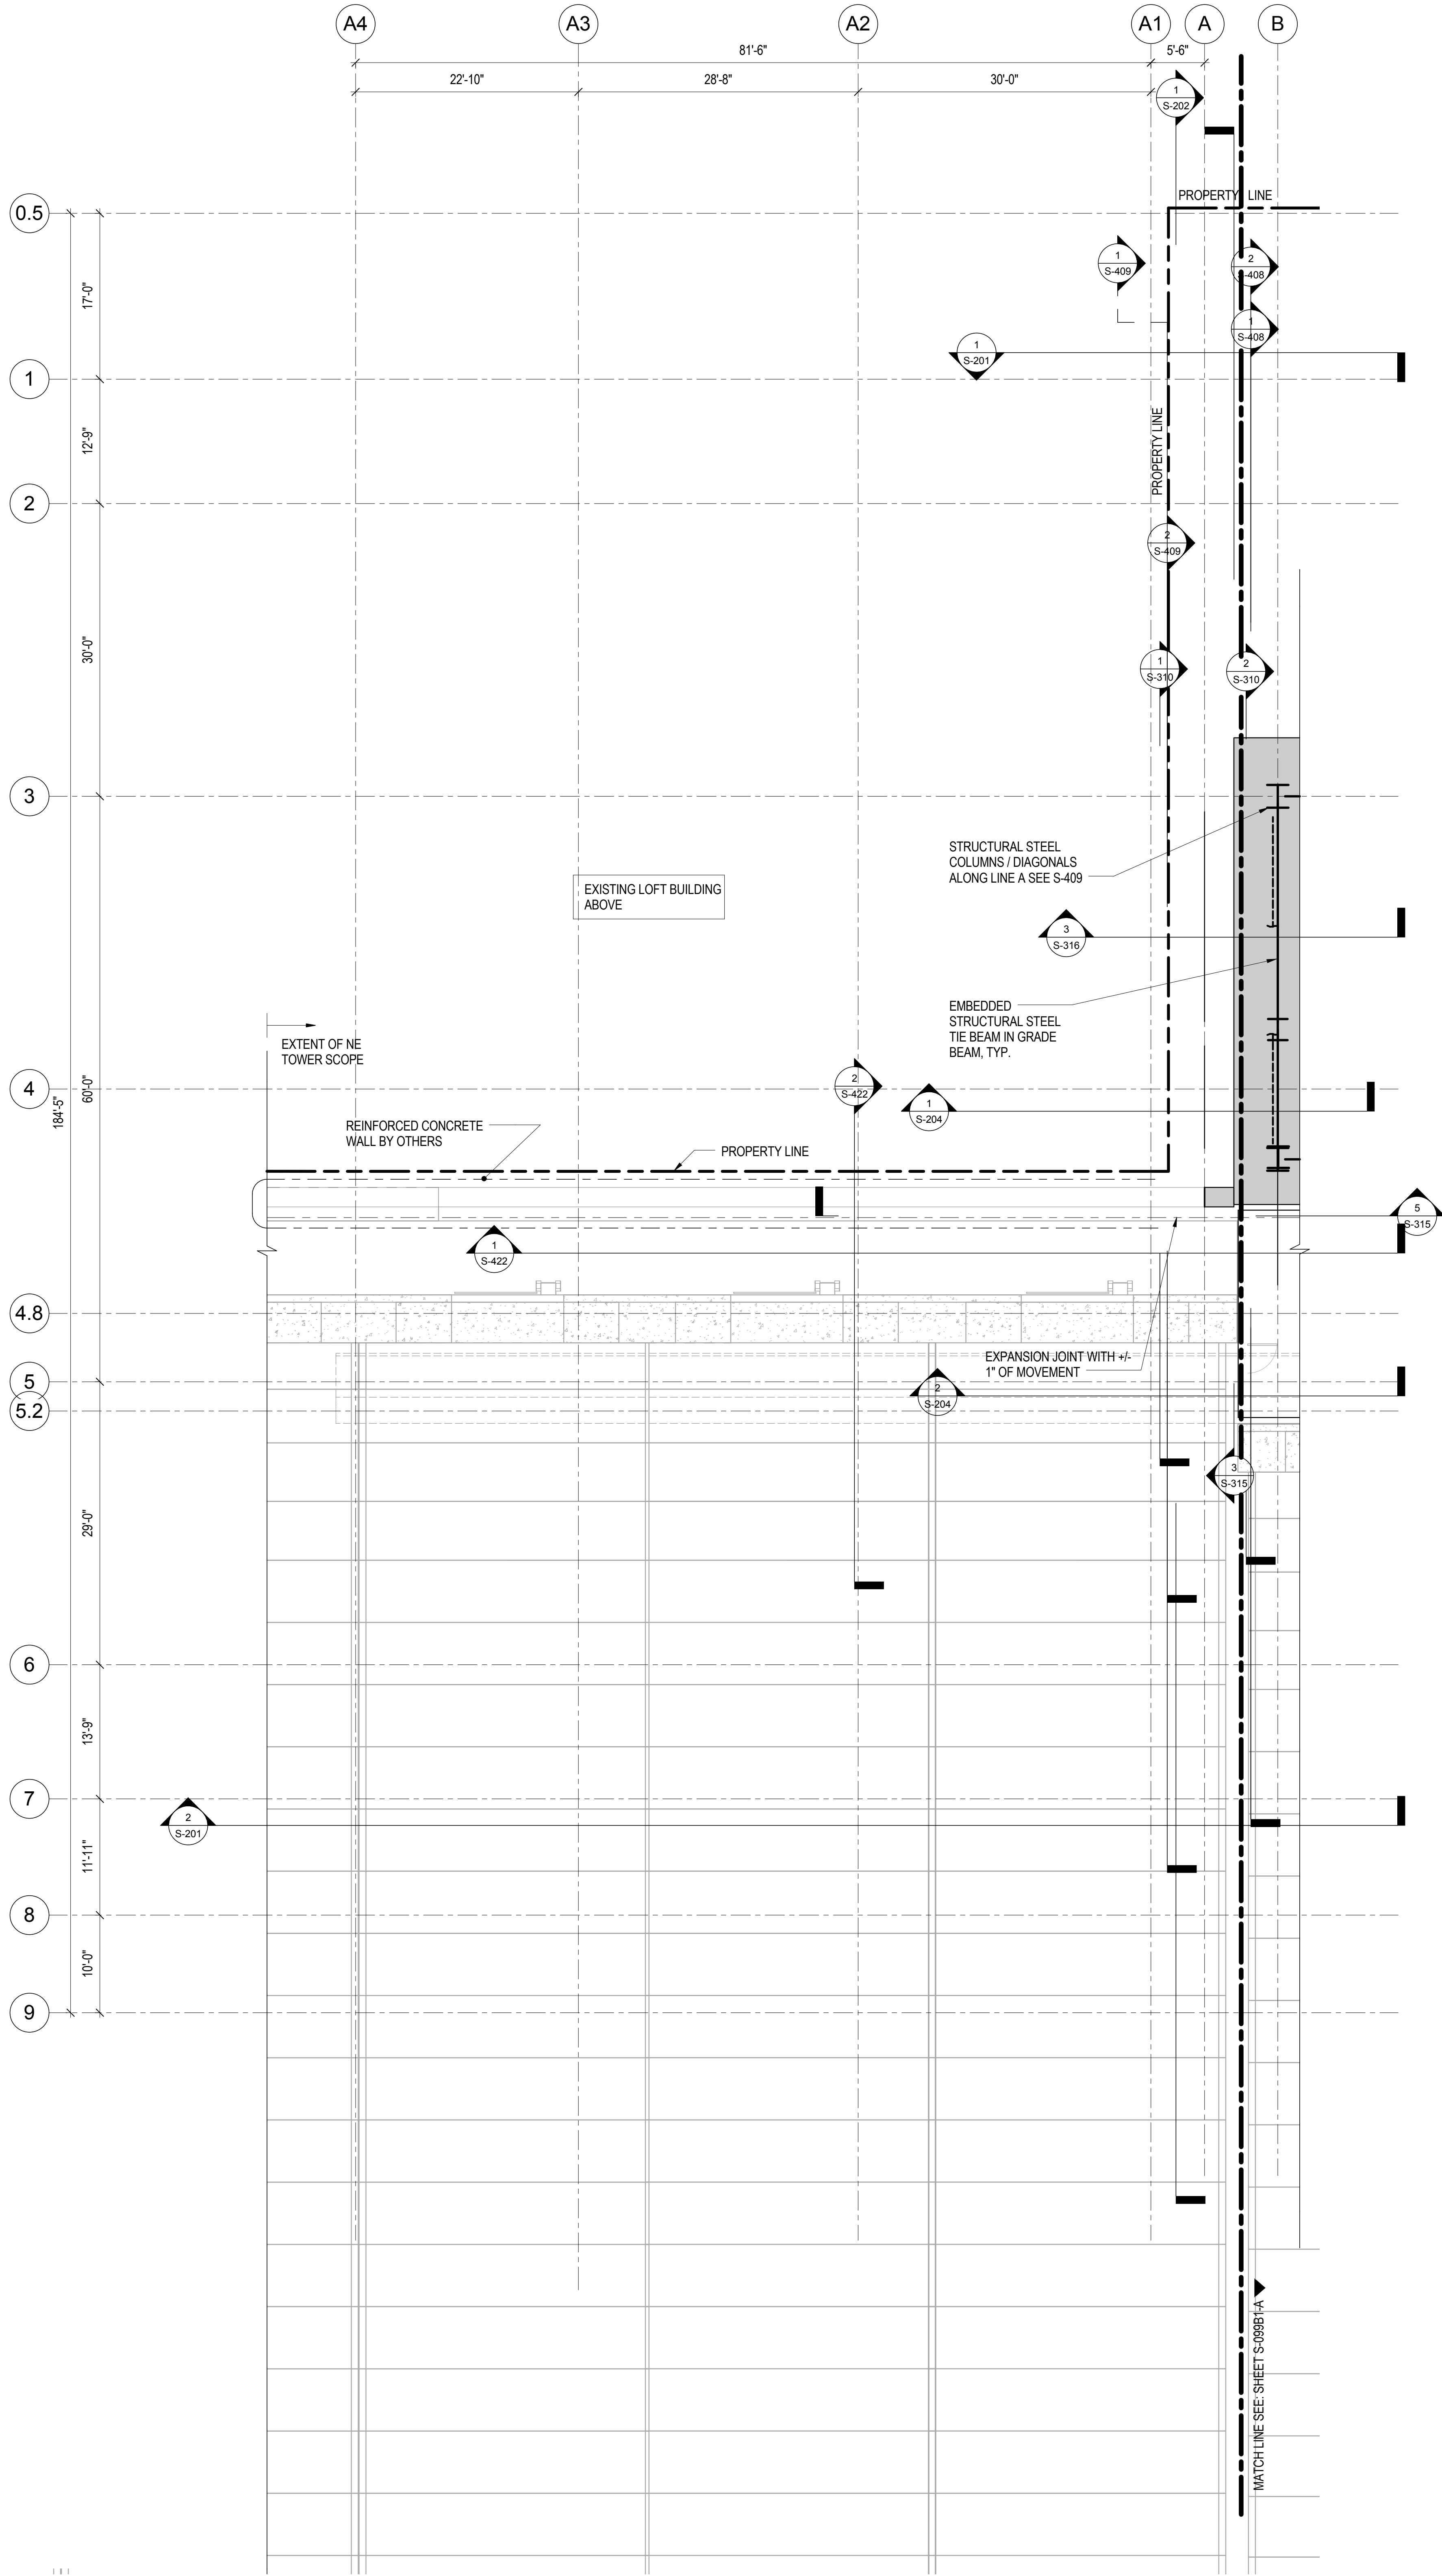 A4
A3
A2
A1
A
B
81'-6"
5'-6"
22'-10"
28'-8"
30'-0"
1
S-202
PROPERTY LINE
0.5
17'-0"
1
S-409
2
S-408
1
S-408
1
S-201
1
12'-9"
PROPERTY LINE
2
2
S-409
30'-0"
1
S-310
2
S-310
3
STRUCTURAL STEEL
COLUMNS / DIAGONALS
ALONG LINE A SEE S-409
EXISTING LOFT BUILDING
ABOVE
3
S-316
EMBEDDED
STRUCTURAL STEEL
TIE BEAM IN GRADE
BEAM, TYP.
EXTENT OF NE
TOWER SCOPE
4
184'-5"
60'-0"
2
S-422
1
S-204
REINFORCED CONCRETE
WALL BY OTHERS
PROPERTY LINE
5
S-315
1
S-422
4.8
EXPANSION JOINT WITH +/-
1" OF MOVEMENT
5
5.2
2
S-204
3
S-315
29'-0"
6
13'-9"
7
2
S-201
11'-11"
8
10'-0"
9
MATCH LINE SEE: SHEET S-099B1-A